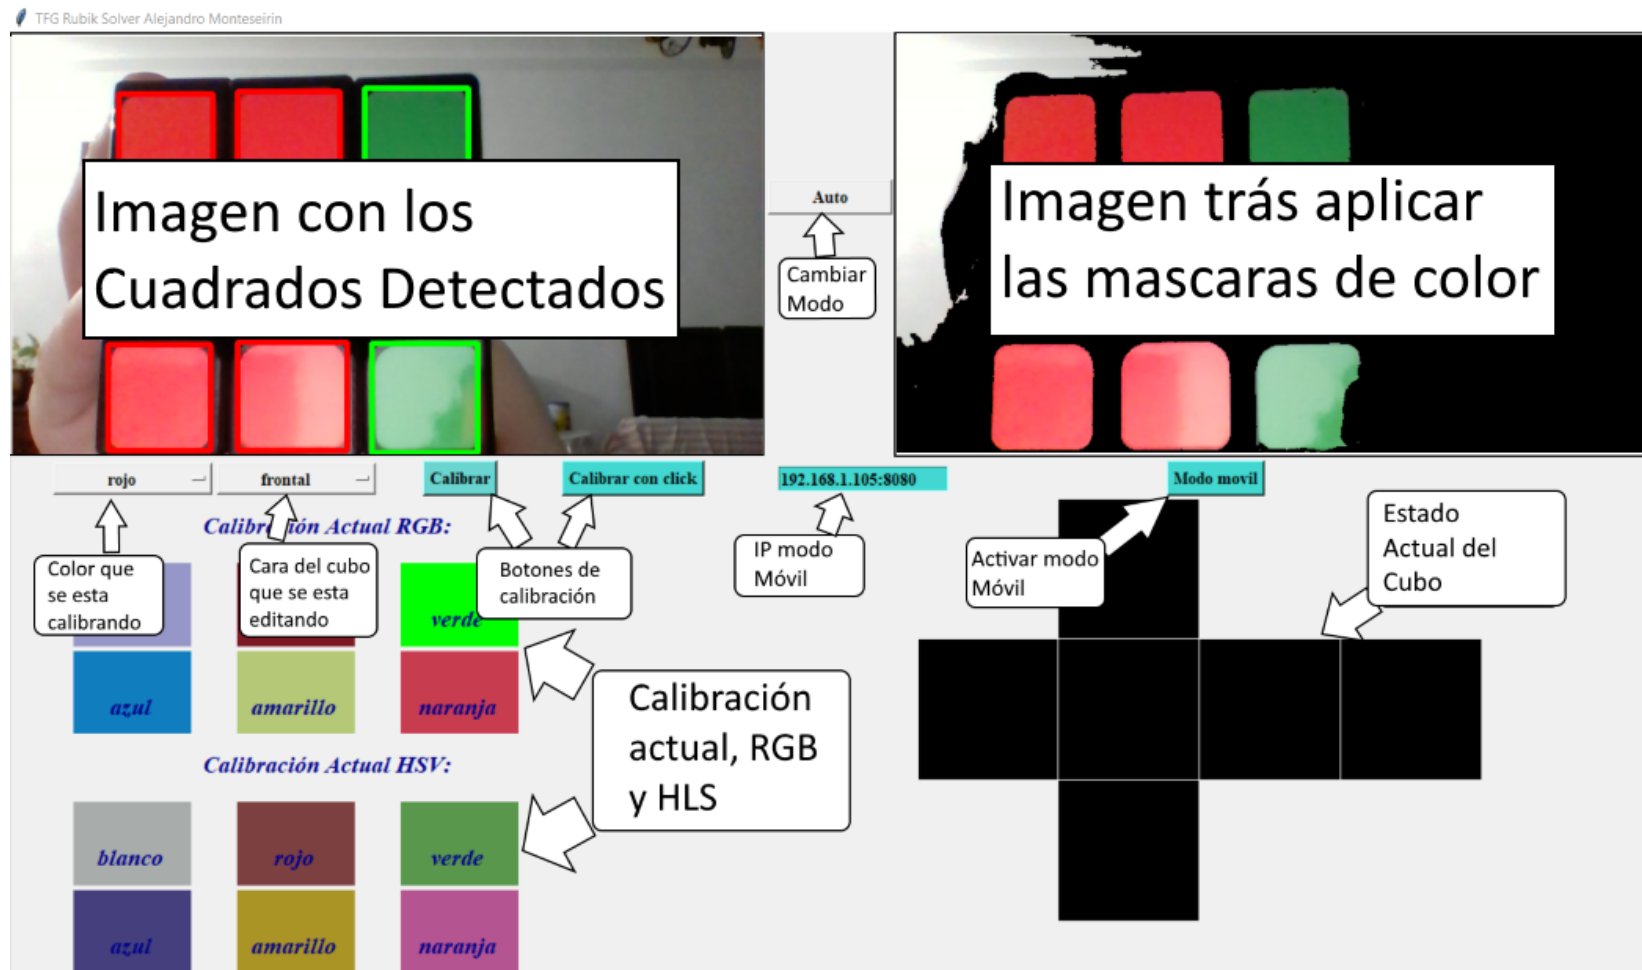 TFG Rubik Solver Alejandro Monteseirin
Imagen con los
Cuadrados Detectados
Auto
Cambiar
Modo
Imagen trás aplicar
las mascaras de color
rojo
frontal
Calibrar
Calibrar con click
192.168.1.105:8080
Modo movil
Calibración Actual RGB:
Color que
se esta
calibrando
Cara del cubo
que se esta
editando
Botones de
calibración
IP modo
Móvil
Activar modo
Móvil
Estado
Actual del
Cubo
verde
azul
amarillo
naranja
Calibración
actual, RGB
y HLS
Calibración Actual HSV:
blanco
rojo
verde
azul
amarillo
naranja